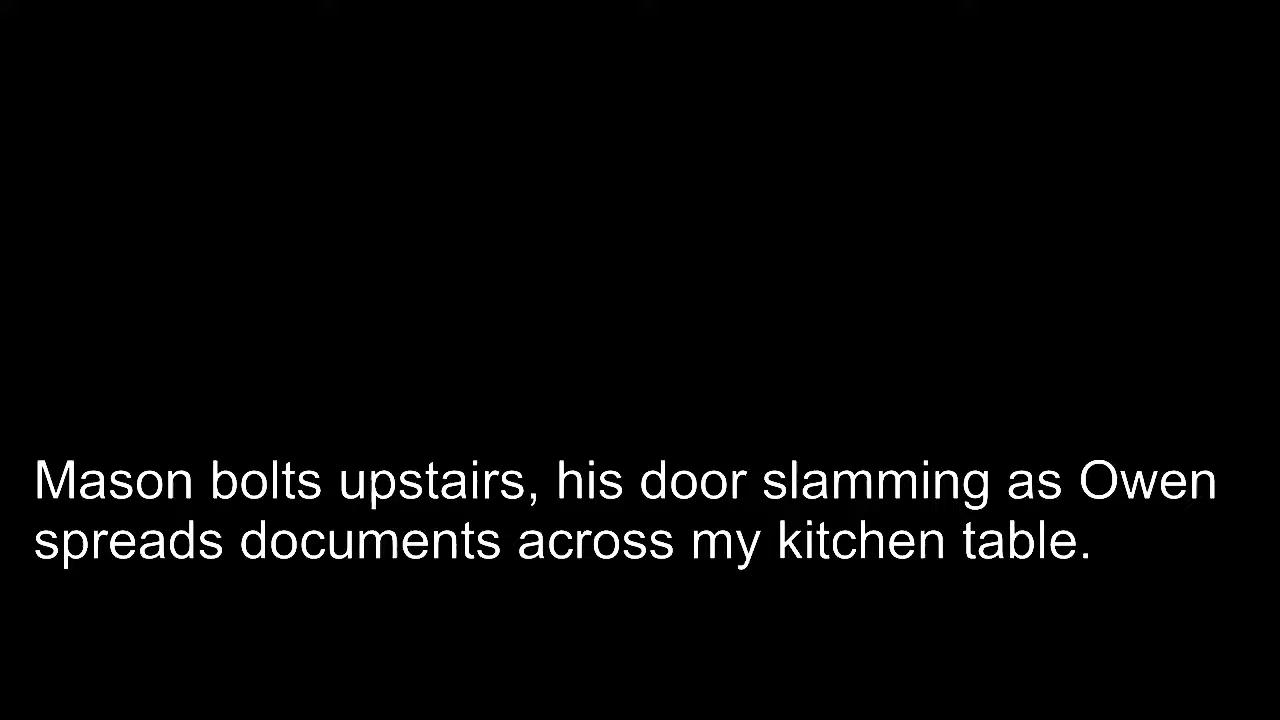 Mason bolts upstairs, his door slamming as Owen
spreads documents across my kitchen table.